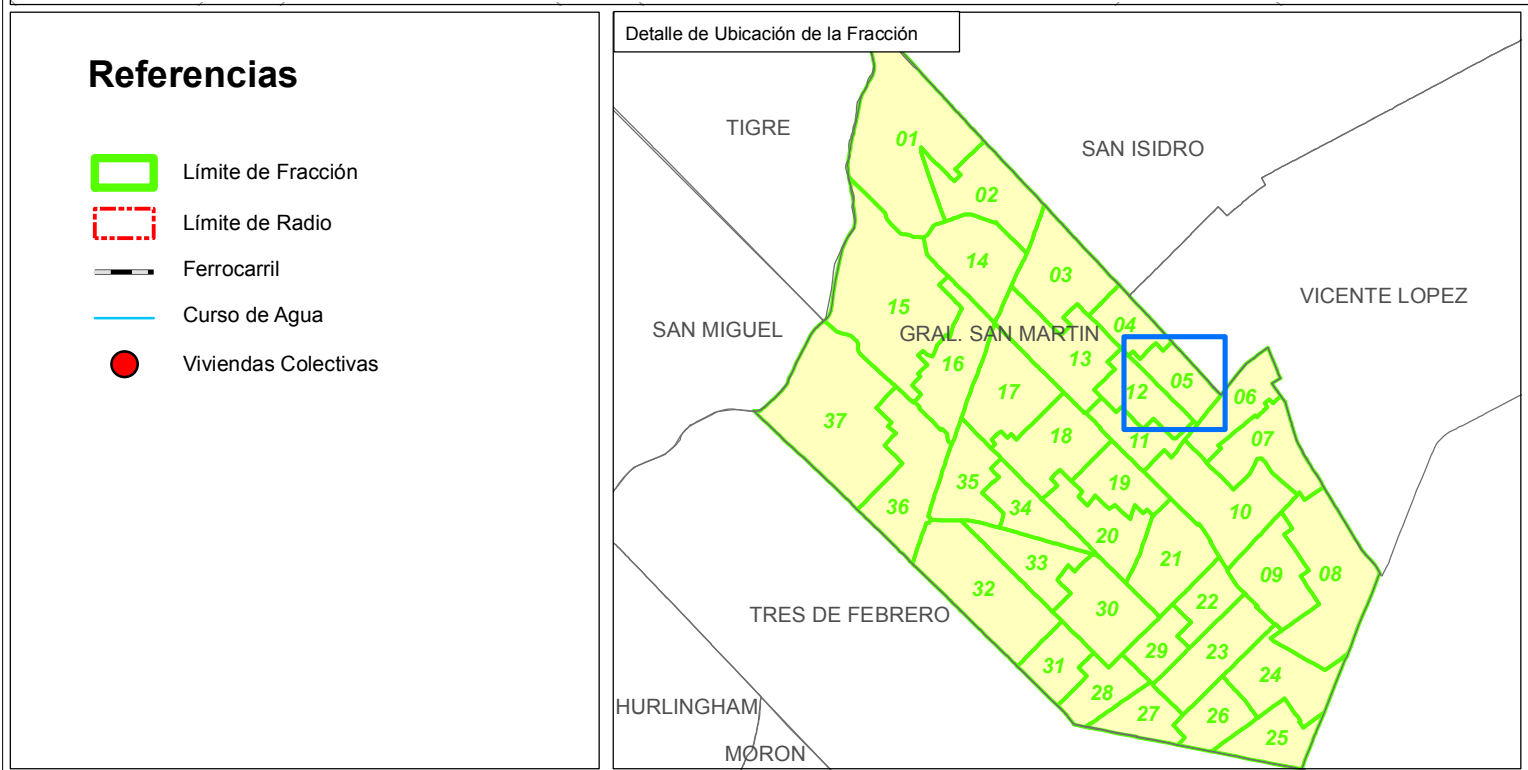 Referencias
Límite de Fracción
Límite de Radio
Ferrocarril
Curso de Agua
Viviendas Colectivas
Detalle de Ubicación de la Fracción
TIGRE
SAN ISIDRO
01
02
14
03
VICENTE LOPEZ
15
SAN MIGUEL
GRAL. SAN MARTIN
04
13
16
05
12
17
06
37
18
11
07
35
19
36
34
10
20
33
21
32
09
08
30
22
TRES DE FEBRERO
29
23
31
24
28
HURLINGHAM
27
26
25
MORON